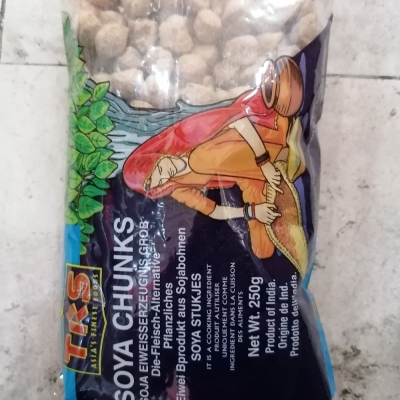 TRS
ASIA'S FINEST FOODS
SOYA CHUNKS
SOJA EIWEISSERZEUGNIS GROB
Die-Fleisch-Alternative
Pflanzliches
Eiwei Bprodukt aus Sojabohnen
SOYA STUKJES
IT IS A COOKING INGREDIENT
PRODUIT A UTILISER
UNIQUEMENT COMME
INGREDIENT DANS LA CUISSON
DES ALIMENTS
Net Wt. 250g
Product of India.
Origine de Ind.
Prodotto dell'India.